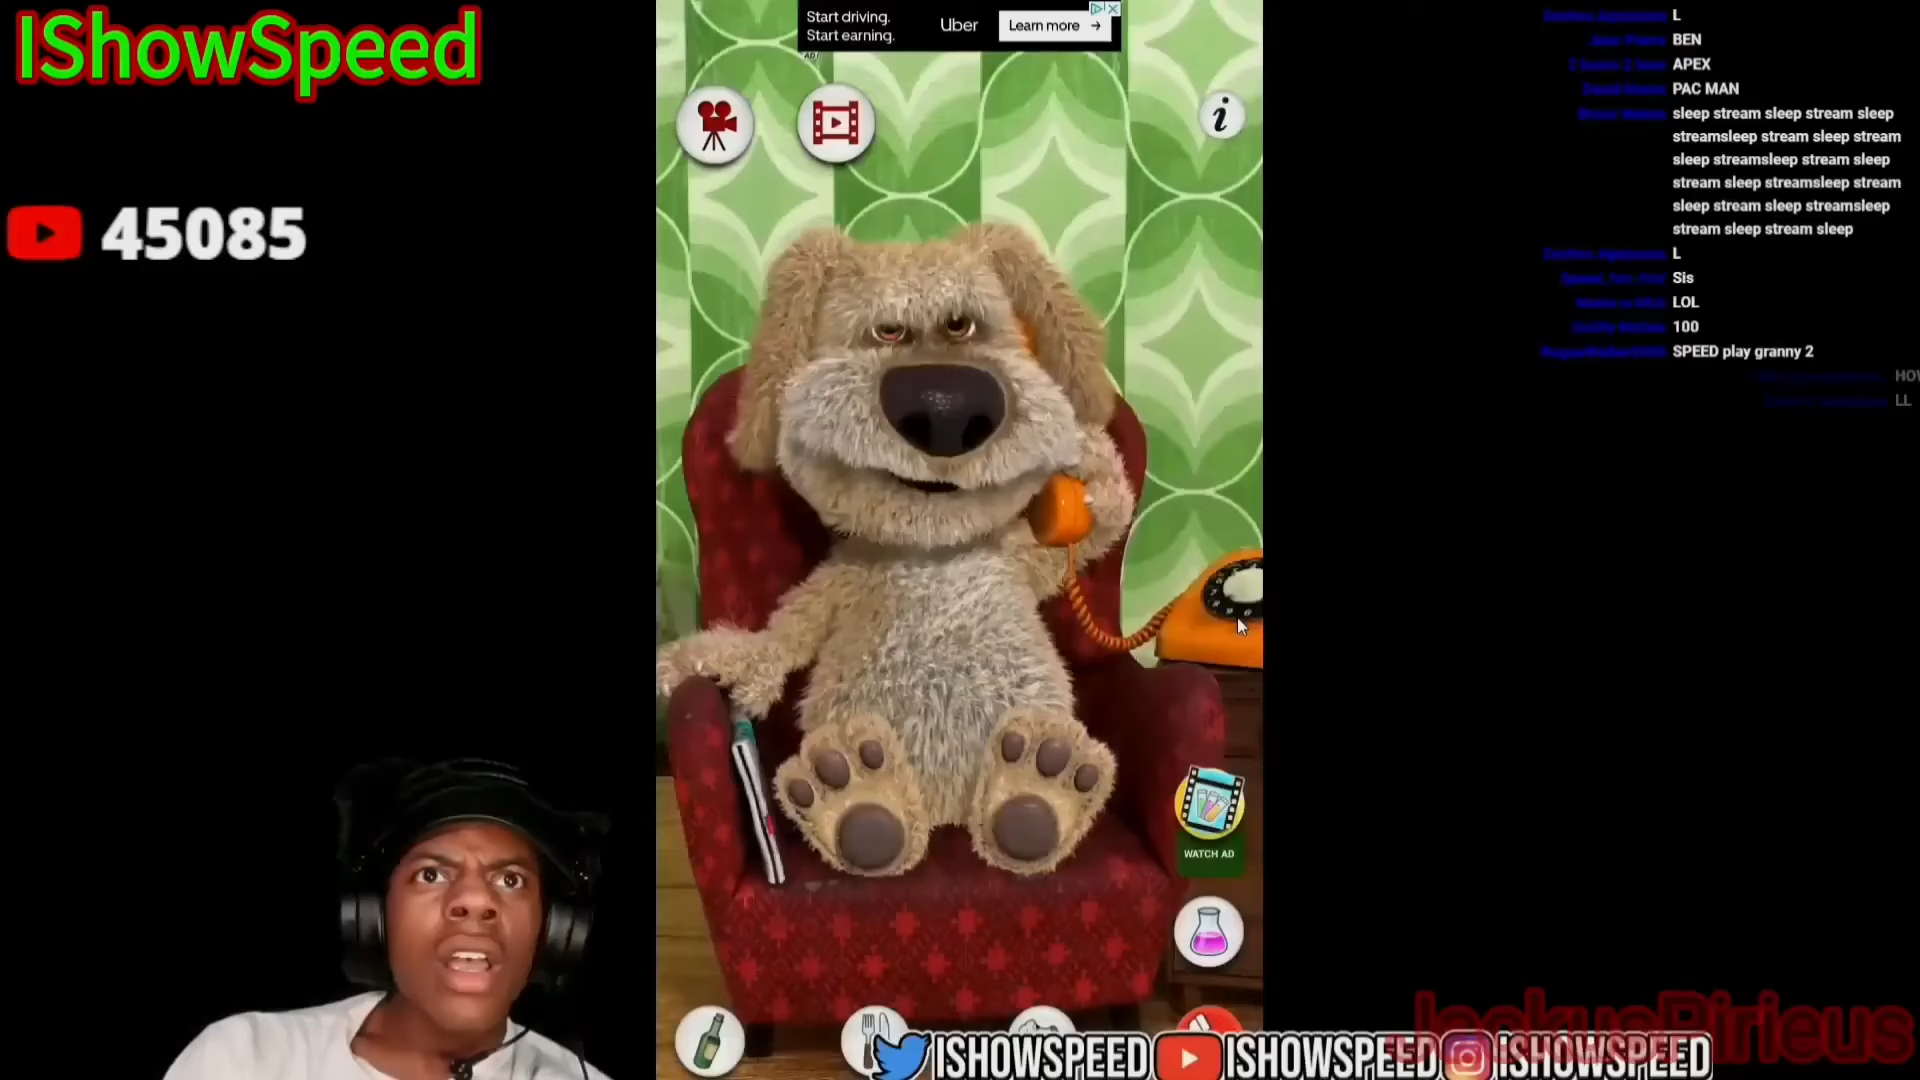 IShowSpeed
45085
Start driving.
Start earning.
Uber
Learn more →
AD
i
L
BEN
APEX
PAC MAN
sleep stream sleep stream sleep
streamsleep stream sleep stream
sleep streamsleep stream sleep
stream sleep streamsleep stream
sleep stream sleep streamsleep
stream sleep stream sleep
L
Sis
LOL
100
SPEED play granny 2
LL
WATCH AD
ISHOWSPEED ISHOWSPEED ISHOWSPEED